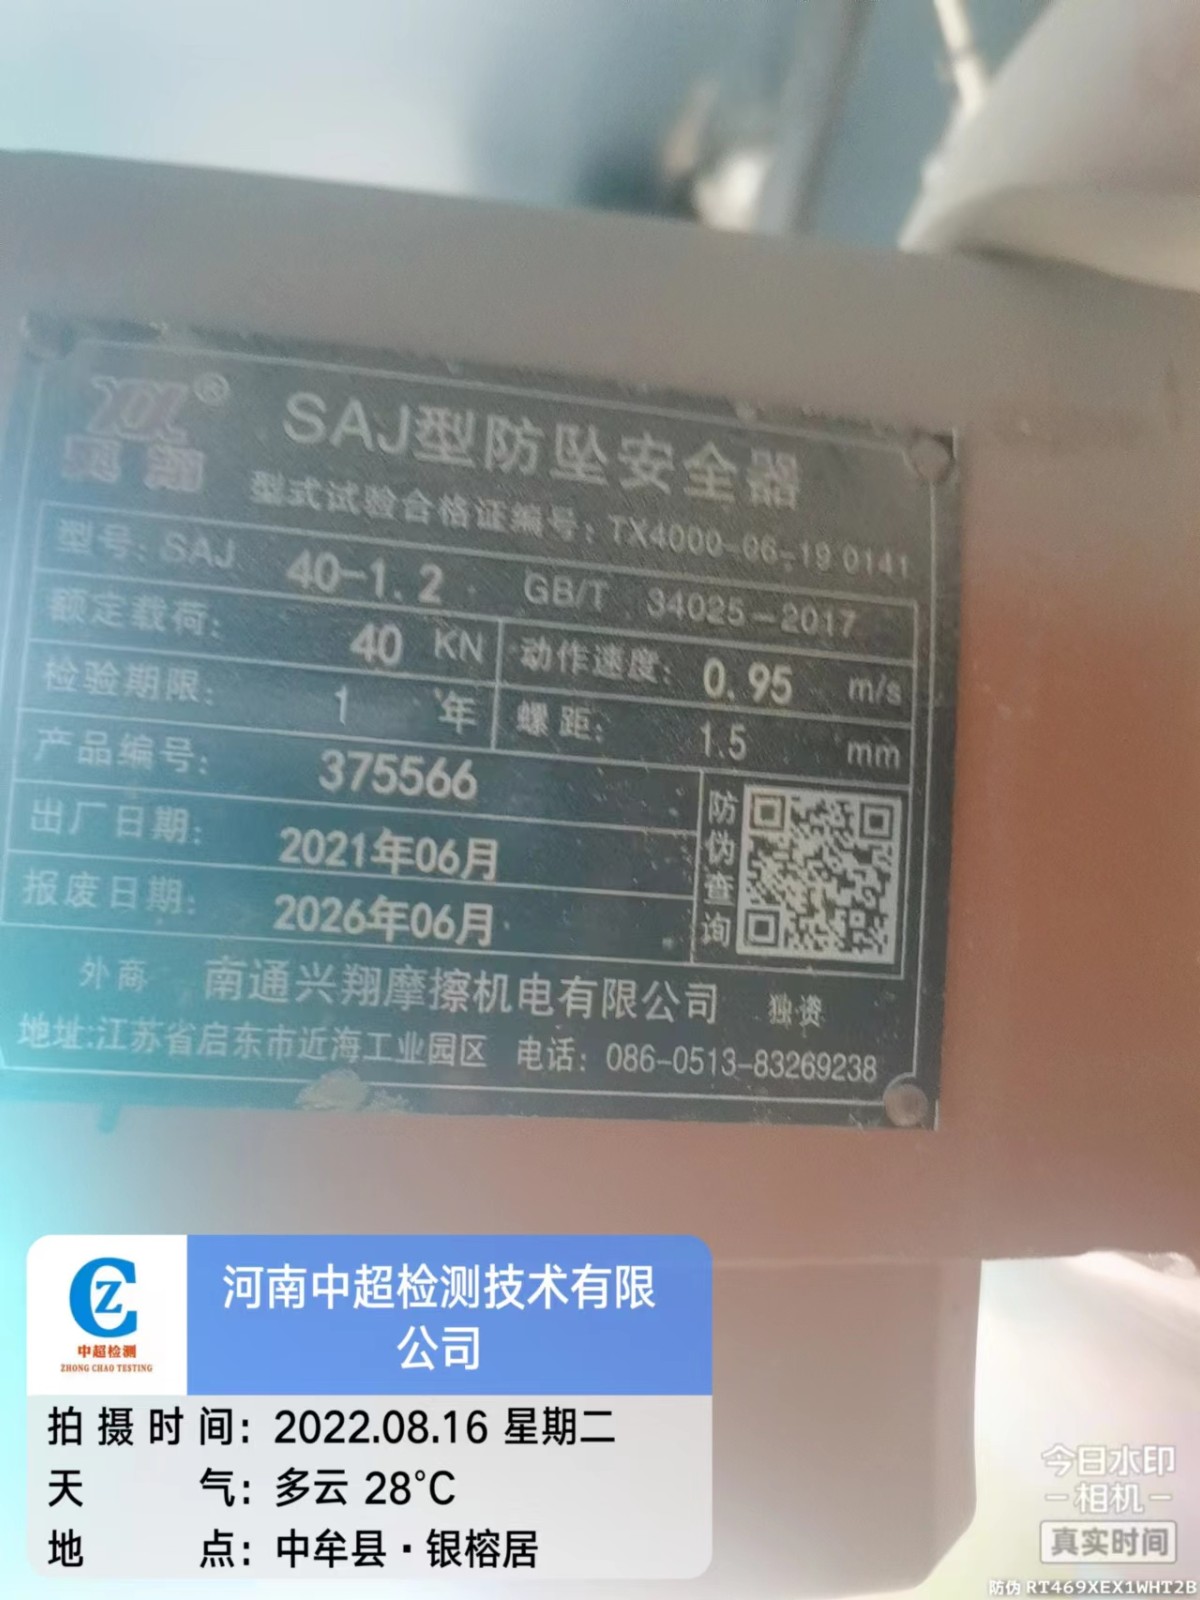 XX®
兴翔
SAJ型防坠安全器
型式试验合格证编号: TX4000-06-19 0141
型号: SAJ 40-1.2 GB/T 34025-2017
额定载荷: 40 KN 动作速度: 0.95 m/s
检验期限: 1 年 螺距: 1.5 mm
产品编号: 375566
出厂日期: 2021年06月
报废日期: 2026年06月
防伪查询
外商 南通兴翔摩擦机电有限公司 独资
地址:江苏省启东市近海工业园区 电话: 086-0513-83269238
CZ
中超检测
ZHONG CHAO TESTING
河南中超检测技术有限
公司
拍摄时间: 2022.08.16 星期二
天气: 多云 28°C
地点: 中牟县·银榕居
今日水印
-相机-
真实时间
防伪 RT469XEX1WHT2B